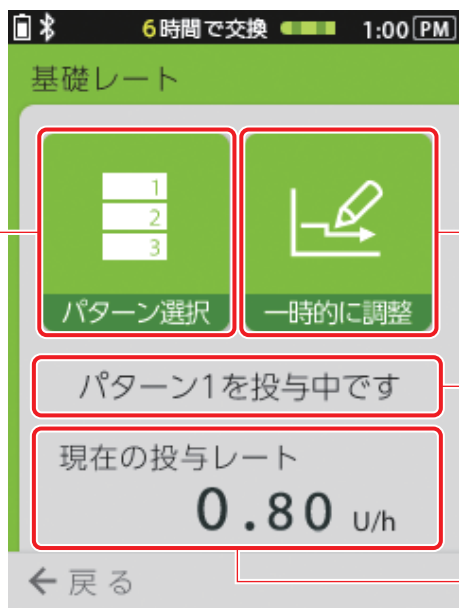 6時間で交換 1:00 PM
基礎レート
1
2
3
パターン選択
一時的に調整
パターン1を投与中です
現在の投与レート
0.80 U/h
戻る